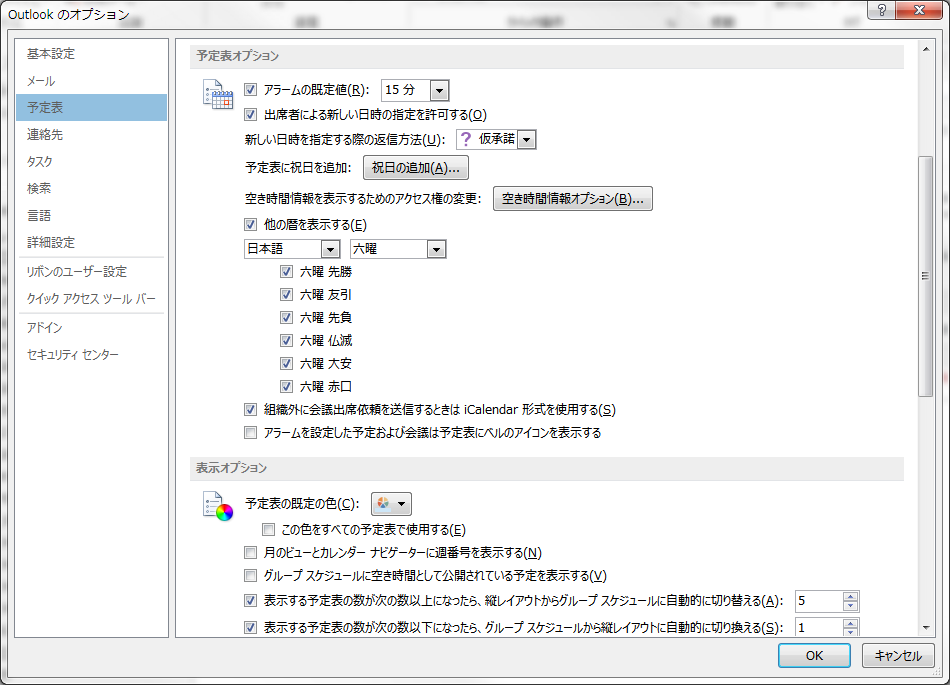 Outlook のオプション
基本設定
メール
予定表
連絡先
タスク
検索
言語
詳細設定
リボンのユーザー設定
クイック アクセス ツール バー
アドイン
セキュリティ センター
予定表オプション
アラームの既定値(R): 15 分
出席者による新しい日時の指定を許可する(O)
新しい日時を指定する際の返信方法(U): ? 仮承諾
予定表に祝日を追加: 祝日の追加(A)...
空き時間情報を表示するためのアクセス権の変更: 空き時間情報オプション(B)...
他の暦を表示する(E)
日本語 六曜
六曜 先勝
六曜 友引
六曜 先負
六曜 仏滅
六曜 大安
六曜 赤口
組織外に会議出席依頼を送信するときは iCalendar 形式を使用する(S)
アラームを設定した予定および会議は予定表にベルのアイコンを表示する
表示オプション
予定表の既定の色(C):
この色をすべての予定表で使用する(E)
月のビューとカレンダー ナビゲーターに週番号を表示する(N)
グループ スケジュールに空き時間として公開されている予定を表示する(V)
表示する予定表の数が次の数以上になったら、縦レイアウトからグループ スケジュールに自動的に切り替える(A): 5
表示する予定表の数が次の数以下になったら、グループ スケジュールから縦レイアウトに自動的に切り換える(S): 1
OK キャンセル